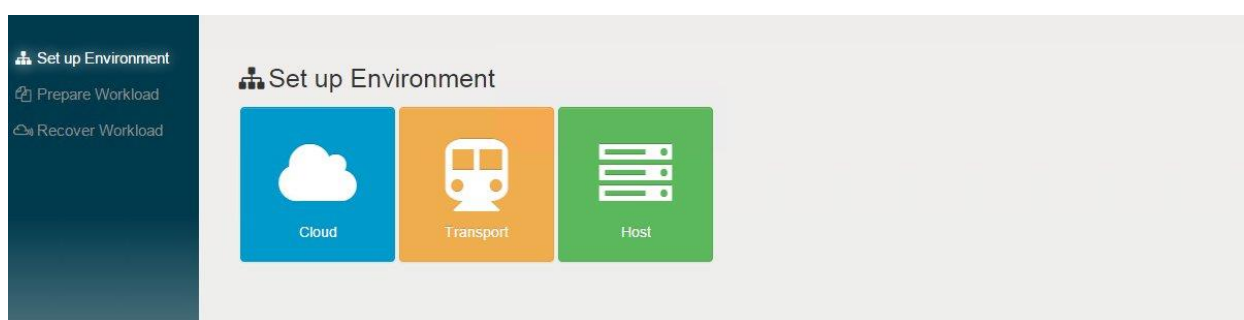 Set up Environment
Prepare Workload
Recover Workload
Set up Environment
Cloud
Transport
Host